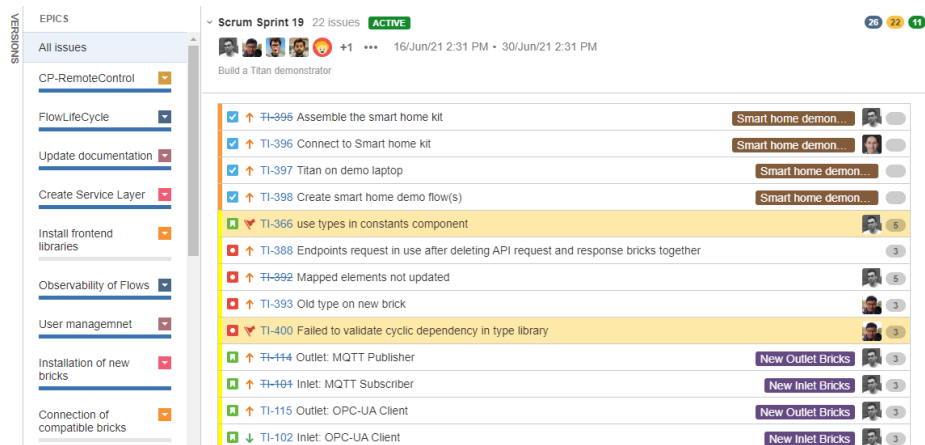 VERSIONS
EPICS
All issues
CP-RemoteControl
FlowLifeCycle
Update documentation
Create Service Layer
Install frontend
libraries
Observability of Flows
User managemnet
Installation of new
bricks
Connection of
compatible bricks
Scrum Sprint 19 22 issues ACTIVE 26 22 11
+1 ••• 16/Jun/21 2:31 PM • 30/Jun/21 2:31 PM
Build a Titan demonstrator
TI-395 Assemble the smart home kit Smart home demon...
TI-396 Connect to Smart home kit Smart home demon...
TI-397 Titan on demo laptop Smart home demon...
TI-398 Create smart home demo flow(s) Smart home demon...
TI-366 use types in constants component 5
TI-388 Endpoints request in use after deleting API request and response bricks together 3
TI-392 Mapped elements not updated 5
TI-393 Old type on new brick 3
TI-400 Failed to validate cyclic dependency in type library 3
TI-114 Outlet: MQTT Publisher New Outlet Bricks 3
TI-101 Inlet: MQTT Subscriber New Inlet Bricks 3
TI-115 Outlet: OPC-UA Client New Outlet Bricks 3
TI-102 Inlet: OPC-UA Client New Inlet Bricks 3